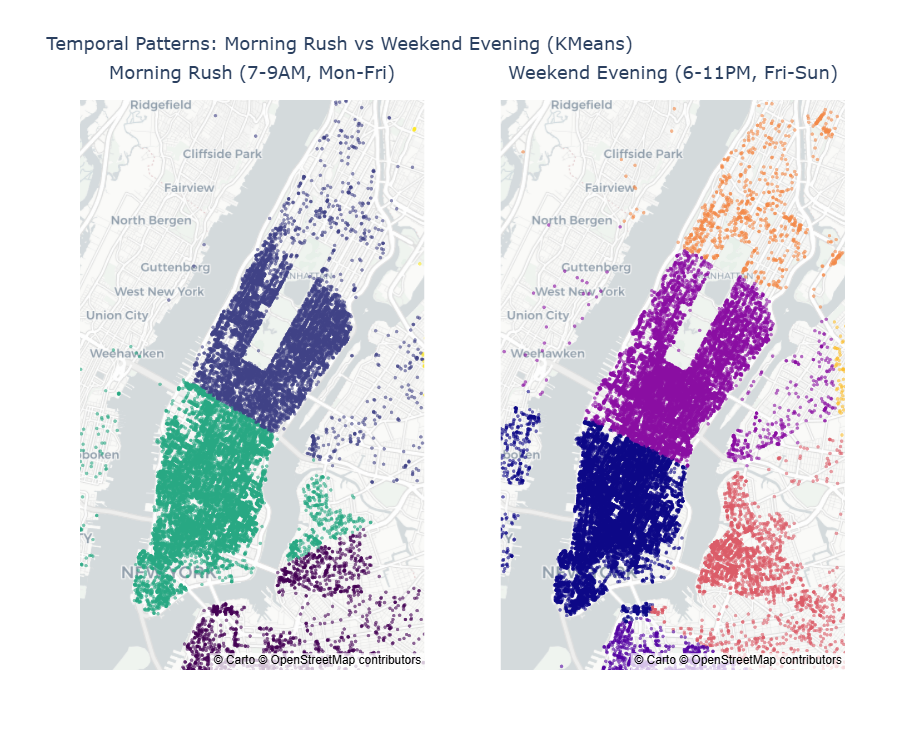 Temporal Patterns: Morning Rush vs Weekend Evening (KMeans)
Morning Rush (7-9AM, Mon-Fri)
Weekend Evening (6-11PM, Fri-Sun)
Ridgefield
Cliffside Park
Fairview
North Bergen
Guttenberg
West New York
Union City
Weehawken
boken
Y
NEW YORK
© Carto © OpenStreetMap contributors
Ridgefield
Cliffside Park
Fairview
North Bergen
Guttenberg
NHATTAN
West New York
Union City
Weehawken
boken
NEW YORK
© Carto © OpenStreetMap contributors